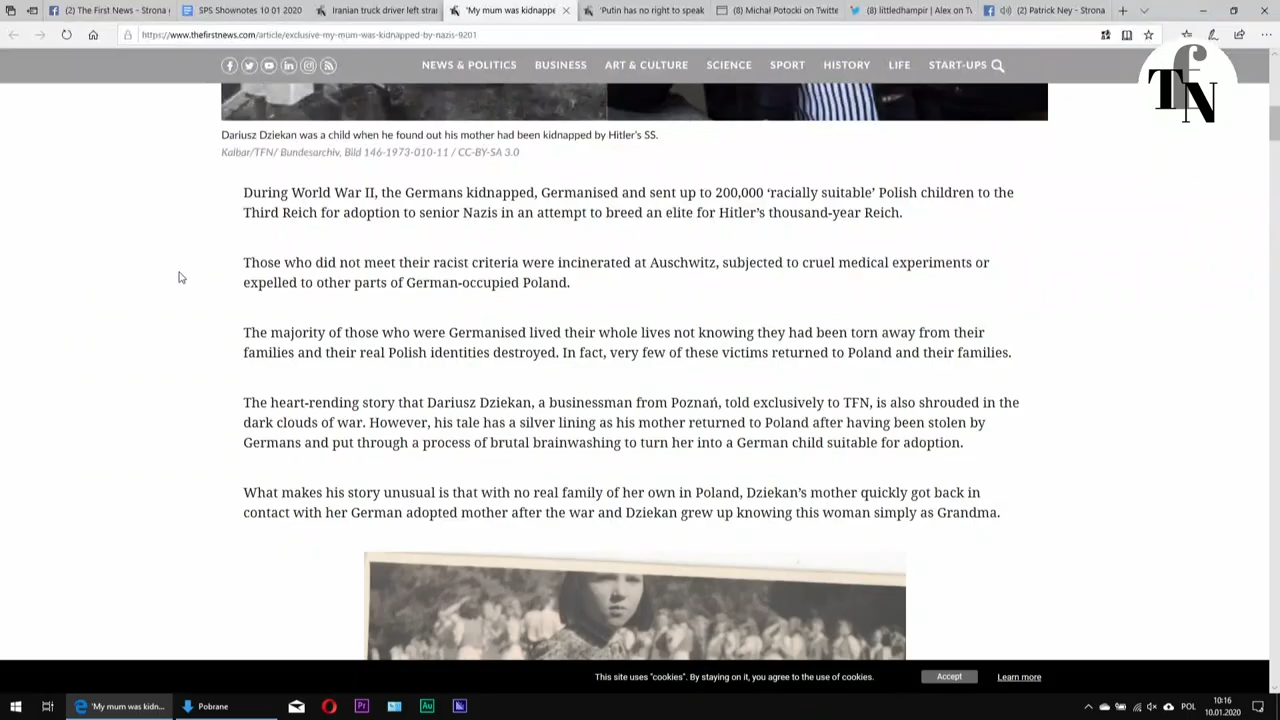 (2) The First News - Strona
SPS Shownotes 10 01 2020
Iranian truck driver left stra
'My mum was kidnappe
'Putin has no right to speak
(8) Michał Potocki on Twitte
(8) littledhampir | Alex on Tw
(2) Patrick Ney - Strona
https://www.thefirstnews.com/article/exclusive-my-mum-was-kidnapped-by-nazis-9201
NEWS & POLITICS BUSINESS ART & CULTURE SCIENCE SPORT HISTORY LIFE START-UPS
TfN
Dariusz Dziekan was a child when he found out his mother had been kidnapped by Hitler's SS.
Kalbar/TFN/ Bundesarchiv, Bild 146-1973-010-11 / CC-BY-SA 3.0
During World War II, the Germans kidnapped, Germanised and sent up to 200,000 ‘racially suitable’ Polish children to the
Third Reich for adoption to senior Nazis in an attempt to breed an elite for Hitler’s thousand-year Reich.
Those who did not meet their racist criteria were incinerated at Auschwitz, subjected to cruel medical experiments or
expelled to other parts of German-occupied Poland.
The majority of those who were Germanised lived their whole lives not knowing they had been torn away from their
families and their real Polish identities destroyed. In fact, very few of these victims returned to Poland and their families.
The heart-rending story that Dariusz Dziekan, a businessman from Poznań, told exclusively to TFN, is also shrouded in the
dark clouds of war. However, his tale has a silver lining as his mother returned to Poland after having been stolen by
Germans and put through a process of brutal brainwashing to turn her into a German child suitable for adoption.
What makes his story unusual is that with no real family of her own in Poland, Dziekan’s mother quickly got back in
contact with her German adopted mother after the war and Dziekan grew up knowing this woman simply as Grandma.
This site uses "cookies". By staying on it, you agree to the use of cookies.
Accept
Learn more
'My mum was kidn...
Pobrane
Pr
Au
POL
10:16
10.01.2020